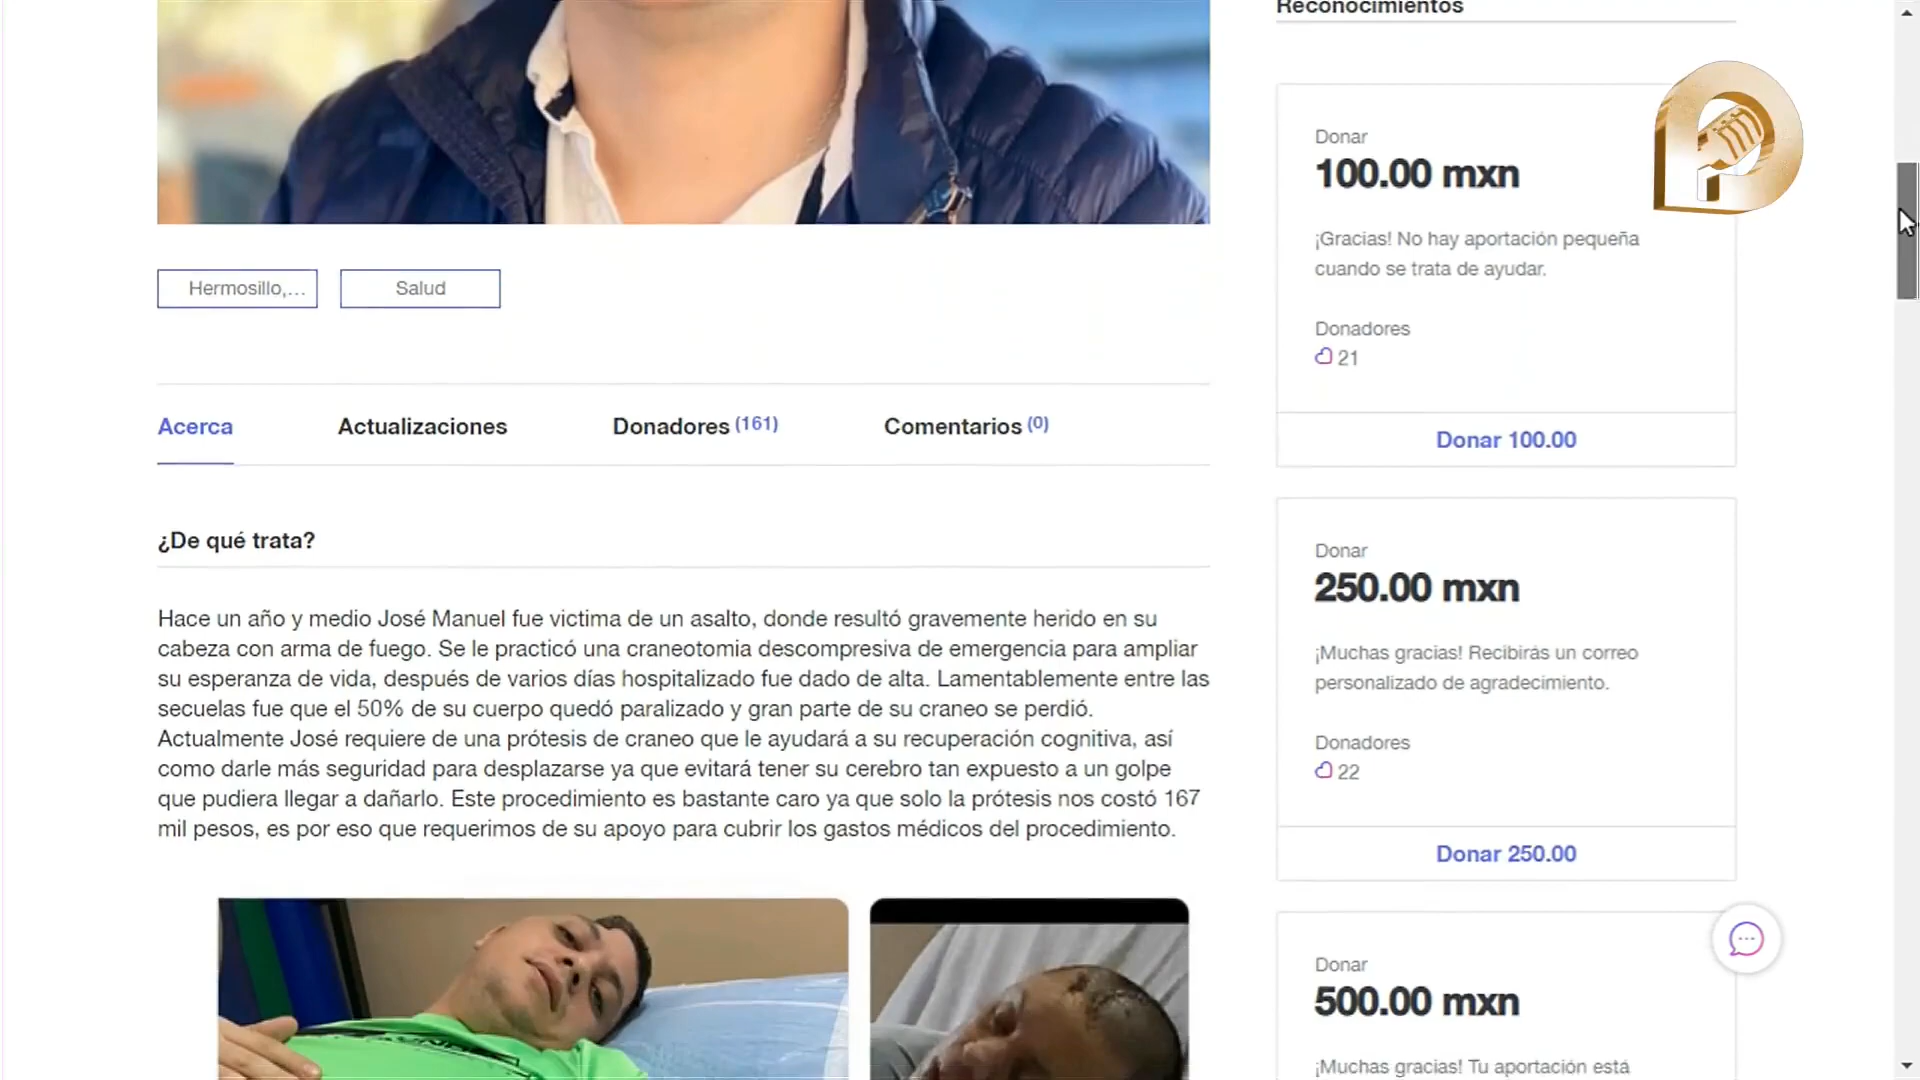 Reconocimientos
Hermosillo,...
Salud
Acerca
Actualizaciones
Donadores (161)
Comentarios (0)
¿De qué trata?
Hace un año y medio José Manuel fue victima de un asalto, donde resultó gravemente herido en su
cabeza con arma de fuego. Se le practicó una craneotomia descompresiva de emergencia para ampliar
su esperanza de vida, después de varios días hospitalizado fue dado de alta. Lamentablemente entre las
secuelas fue que el 50% de su cuerpo quedó paralizado y gran parte de su craneo se perdió.
Actualmente José requiere de una prótesis de craneo que le ayudará a su recuperación cognitiva, así
como darle más seguridad para desplazarse ya que evitará tener su cerebro tan expuesto a un golpe
que pudiera llegar a dañarlo. Este procedimiento es bastante caro ya que solo la prótesis nos costó 167
mil pesos, es por eso que requerimos de su apoyo para cubrir los gastos médicos del procedimiento.
Donar
100.00 mxn
¡Gracias! No hay aportación pequeña
cuando se trata de ayudar.
Donadores
21
Donar 100.00
Donar
250.00 mxn
¡Muchas gracias! Recibirás un correo
personalizado de agradecimiento.
Donadores
22
Donar 250.00
Donar
500.00 mxn
¡Muchas gracias! Tu aportación está